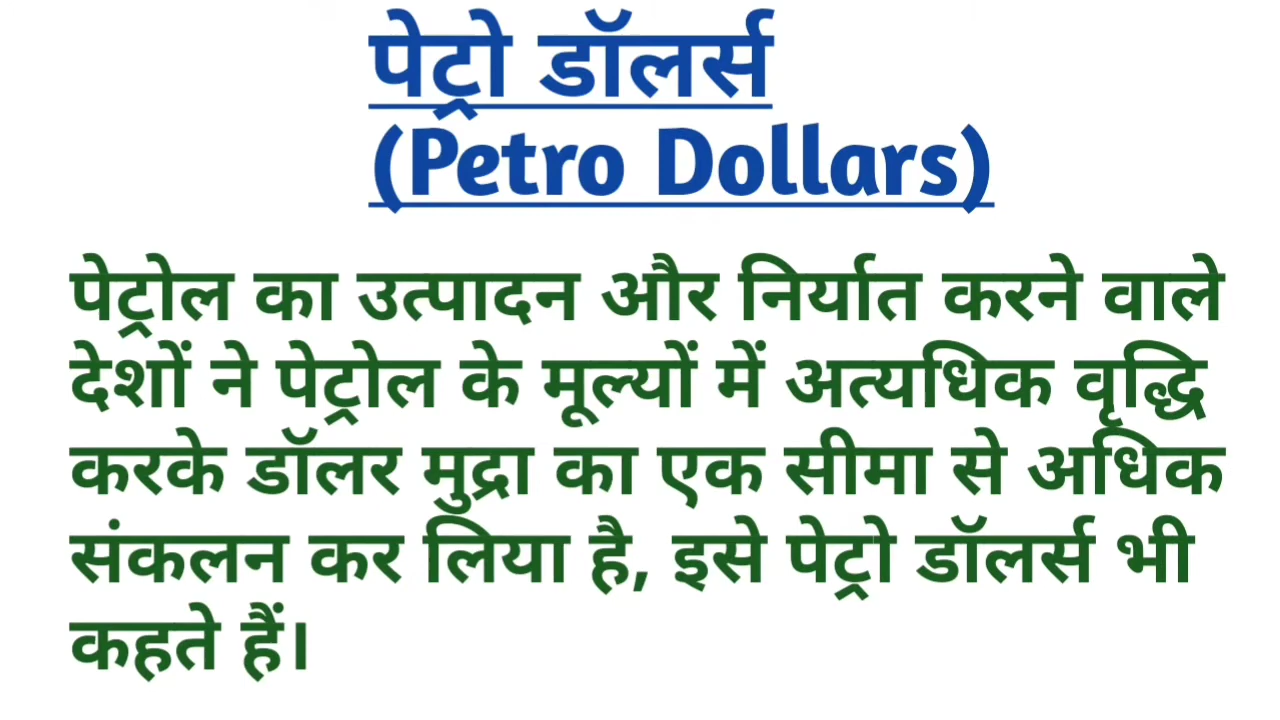 पेट्रो डॉलर्स
(Petro Dollars)
पेट्रोल का उत्पादन और निर्यात करने वाले
देशों ने पेट्रोल के मूल्यों में अत्यधिक वृद्धि
करके डॉलर मुद्रा का एक सीमा से अधिक
संकलन कर लिया है, इसे पेट्रो डॉलर्स भी
कहते हैं।